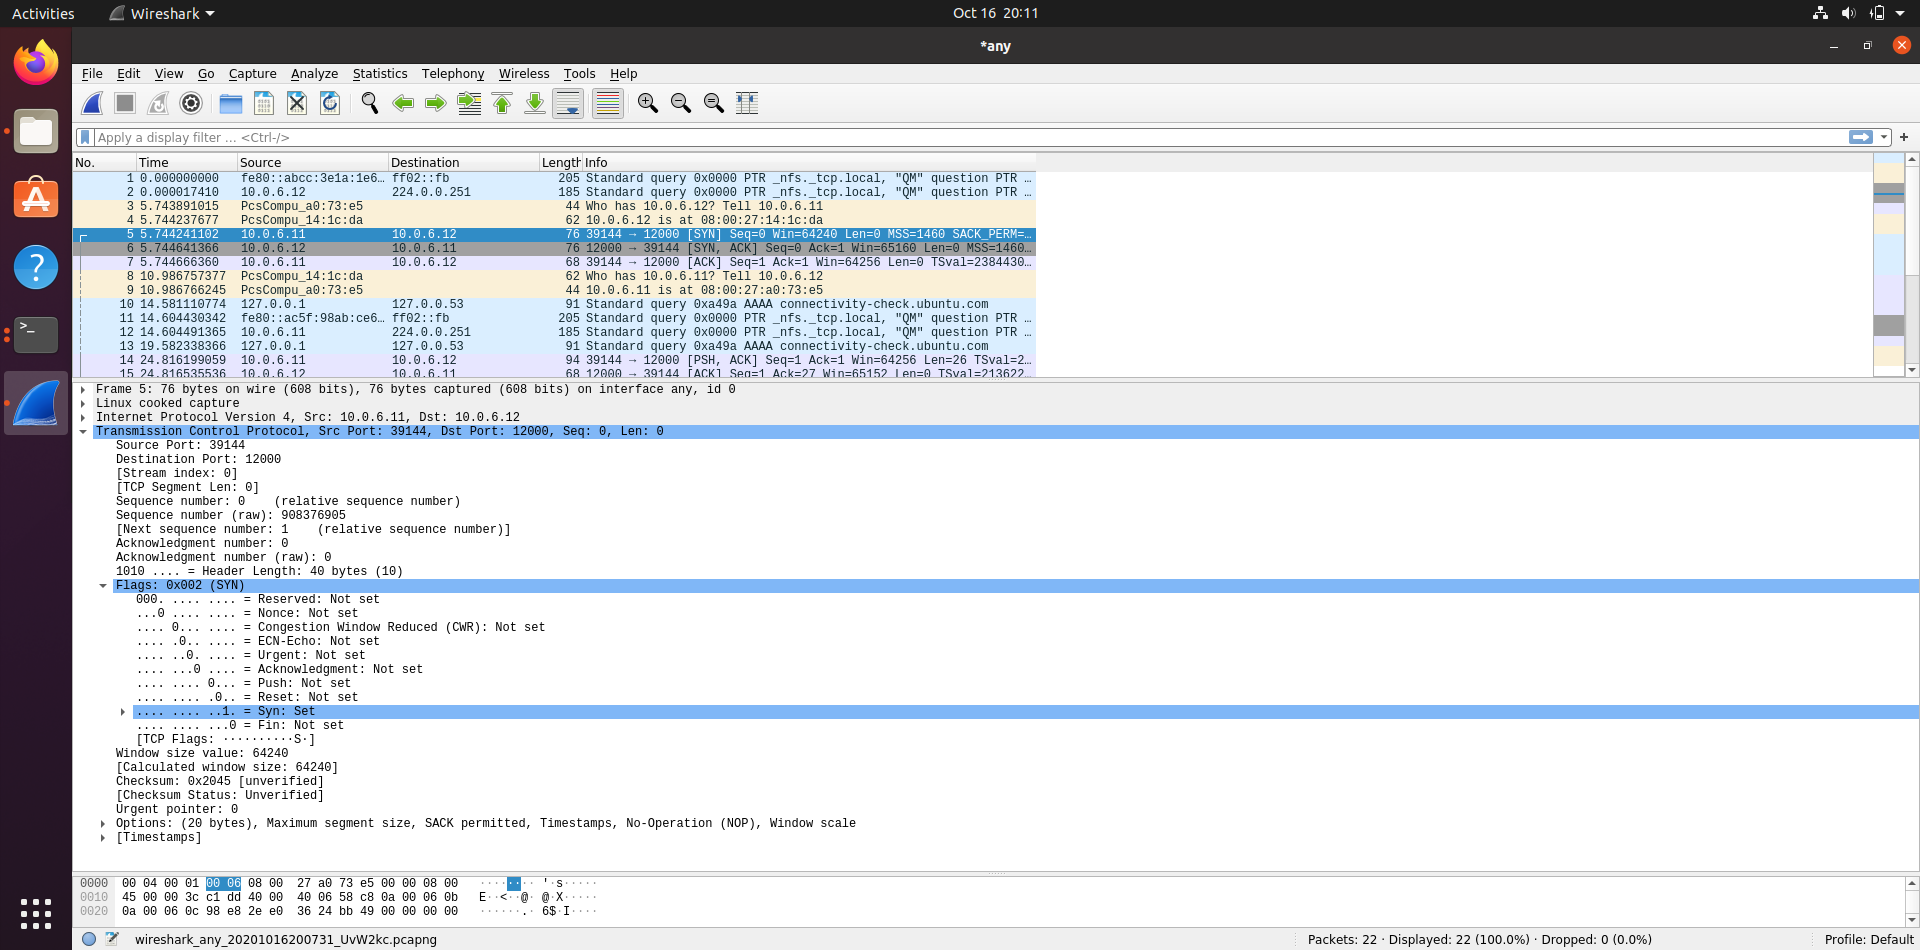 Activities Wireshark Oct 16 20:11
*any
File Edit View Go Capture Analyze Statistics Telephony Wireless Tools Help
Apply a display filter … <Ctrl-/>
No. Time Source Destination Length Info
1 0.000000000 fe80::abcc:3e1a:1e6… ff02::fb 205 Standard query 0x0000 PTR _nfs._tcp.local, "QM" question PTR …
2 0.000017410 10.0.6.12 224.0.0.251 185 Standard query 0x0000 PTR _nfs._tcp.local, "QM" question PTR …
3 5.743891015 PcsCompu_a0:73:e5 44 Who has 10.0.6.12? Tell 10.0.6.11
4 5.744237677 PcsCompu_14:1c:da 62 10.0.6.12 is at 08:00:27:14:1c:da
5 5.744241102 10.0.6.11 10.0.6.12 76 39144 → 12000 [SYN] Seq=0 Win=64240 Len=0 MSS=1460 SACK_PERM=…
6 5.744641366 10.0.6.12 10.0.6.11 76 12000 → 39144 [SYN, ACK] Seq=0 Ack=1 Win=65160 Len=0 MSS=1460…
7 5.744666360 10.0.6.11 10.0.6.12 68 39144 → 12000 [ACK] Seq=1 Ack=1 Win=64256 Len=0 TSval=2384430…
8 10.986757377 PcsCompu_14:1c:da 62 Who has 10.0.6.11? Tell 10.0.6.12
9 10.986766245 PcsCompu_a0:73:e5 44 10.0.6.11 is at 08:00:27:a0:73:e5
10 14.581110774 127.0.0.1 127.0.0.53 91 Standard query 0xa49a AAAA connectivity-check.ubuntu.com
11 14.604430342 fe80::ac5f:98ab:ce6… ff02::fb 205 Standard query 0x0000 PTR _nfs._tcp.local, "QM" question PTR …
12 14.604491365 10.0.6.11 224.0.0.251 185 Standard query 0x0000 PTR _nfs._tcp.local, "QM" question PTR …
13 19.582338366 127.0.0.1 127.0.0.53 91 Standard query 0xa49a AAAA connectivity-check.ubuntu.com
14 24.816199059 10.0.6.11 10.0.6.12 94 39144 → 12000 [PSH, ACK] Seq=1 Ack=1 Win=64256 Len=26 TSval=2…
15 24.816535536 10.0.6.12 10.0.6.11 68 12000 → 39144 [ACK] Seq=1 Ack=27 Win=65152 Len=0 TSval=213622…
Frame 5: 76 bytes on wire (608 bits), 76 bytes captured (608 bits) on interface any, id 0
Linux cooked capture
Internet Protocol Version 4, Src: 10.0.6.11, Dst: 10.0.6.12
Transmission Control Protocol, Src Port: 39144, Dst Port: 12000, Seq: 0, Len: 0
Source Port: 39144
Destination Port: 12000
[Stream index: 0]
[TCP Segment Len: 0]
Sequence number: 0 (relative sequence number)
Sequence number (raw): 908376905
[Next sequence number: 1 (relative sequence number)]
Acknowledgment number: 0
Acknowledgment number (raw): 0
1010 .... = Header Length: 40 bytes (10)
Flags: 0x002 (SYN)
000. .... .... = Reserved: Not set
...0 .... .... = Nonce: Not set
.... 0... .... = Congestion Window Reduced (CWR): Not set
.... .0.. .... = ECN-Echo: Not set
.... ..0. .... = Urgent: Not set
.... ...0 .... = Acknowledgment: Not set
.... .... 0... = Push: Not set
.... .... .0.. = Reset: Not set
.... .... ..1. = Syn: Set
.... .... ...0 = Fin: Not set
[TCP Flags: ··········S·]
Window size value: 64240
[Calculated window size: 64240]
Checksum: 0x2045 [unverified]
[Checksum Status: Unverified]
Urgent pointer: 0
Options: (20 bytes), Maximum segment size, SACK permitted, Timestamps, No-Operation (NOP), Window scale
[Timestamps]
0000 00 04 00 01 00 06 08 00 27 a0 73 e5 00 00 08 00 ········ '·s·····
0010 45 00 00 3c c1 dd 40 00 40 06 58 c8 0a 00 06 0b E··<··@· @·X·····
0020 0a 00 06 0c 98 e8 2e e0 36 24 bb 49 00 00 00 00 ······.· 6$·I····
wireshark_any_20201016200731_UvW2kc.pcapng Packets: 22 · Displayed: 22 (100.0%) · Dropped: 0 (0.0%) Profile: Default